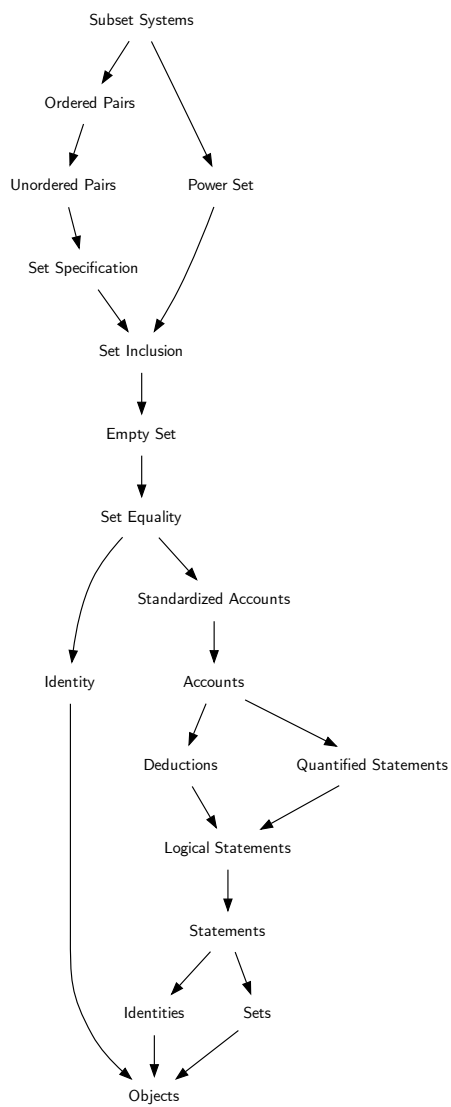 Subset Systems
Ordered Pairs
Unordered Pairs
Power Set
Set Specification
Set Inclusion
Empty Set
Set Equality
Standardized Accounts
Identity
Accounts
Deductions
Quantified Statements
Logical Statements
Statements
Identities
Sets
Objects